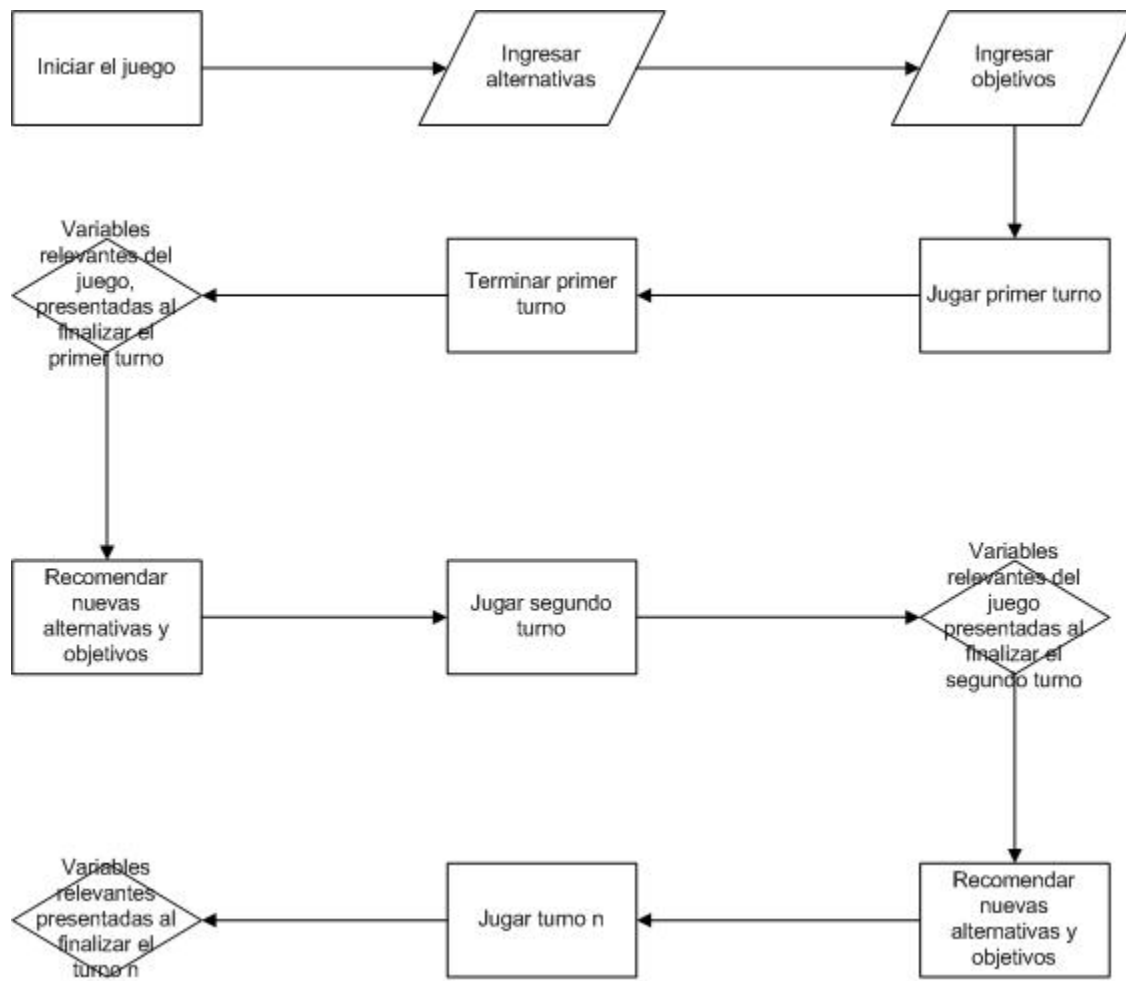 Iniciar el juego
Ingresar
alternativas
Ingresar
objetivos
Jugar primer turno
Terminar primer
turno
Variables
relevantes del
juego,
presentadas al
finalizar el
primer turno
Recomendar
nuevas
alternativas y
objetivos
Jugar segundo
turno
Variables
relevantes del
juego
presentadas al
finalizar el
segundo turno
Recomendar
nuevas
alternativas y
objetivos
Jugar turno n
Variables
relevantes
presentadas al
finalizar el
turno n